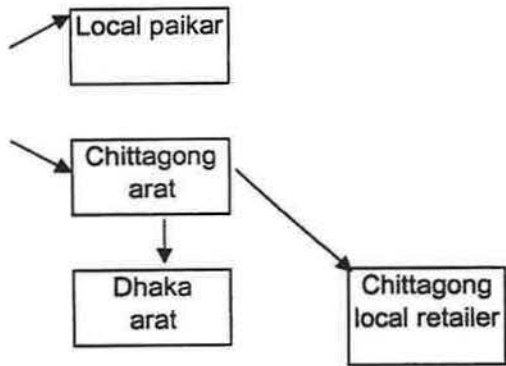 Local paikar
Chittagong
arat
Dhaka
arat
Chittagong
local retailer